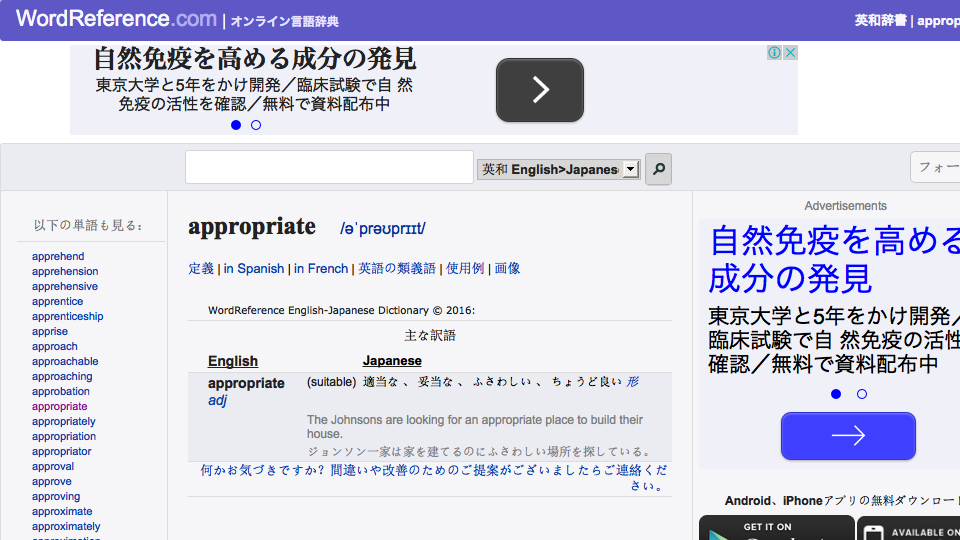 WordReference.com | オンライン言語辞典
英和辞書 | approp
自然免疫を高める成分の発見
東京大学と5年をかけ開発／臨床試験で自 然
免疫の活性を確認／無料で資料配布中
英和 English>Japanes
フォー
以下の単語も見る:
apprehend
apprehension
apprehensive
apprentice
apprenticeship
apprise
approach
approachable
approaching
approbation
appropriate
appropriately
appropriation
appropriator
approval
approve
approving
approximate
approximately
approximation
appropriate /əˈprəʊprɪɪt/
定義 | in Spanish | in French | 英語の類義語 | 使用例 | 画像
WordReference English-Japanese Dictionary © 2016:
主な訳語
English Japanese
appropriate (suitable) 適当な 、 妥当な 、 ふさわしい 、 ちょうど良い 形
adj
The Johnsons are looking for an appropriate place to build their
house.
ジョンソン一家は家を建てるのにふさわしい場所を探している。
何かお気づきですか? 間違いや改善のためのご提案がございましたらご連絡くだ
さい。
Advertisements
自然免疫を高める
成分の発見
東京大学と5年をかけ開発／
臨床試験で自 然免疫の活性
確認／無料で資料配布中
Android、iPhoneアプリの無料ダウンロード
GET IT ON
AVAILABLE ON